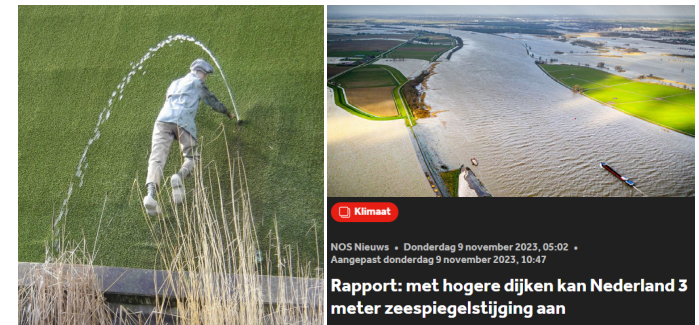 Klimaat
NOS Nieuws • Donderdag 9 november 2023, 05:02 •
Aangepast donderdag 9 november 2023, 10:47
Rapport: met hogere dijken kan Nederland 3
meter zeespiegelstijging aan